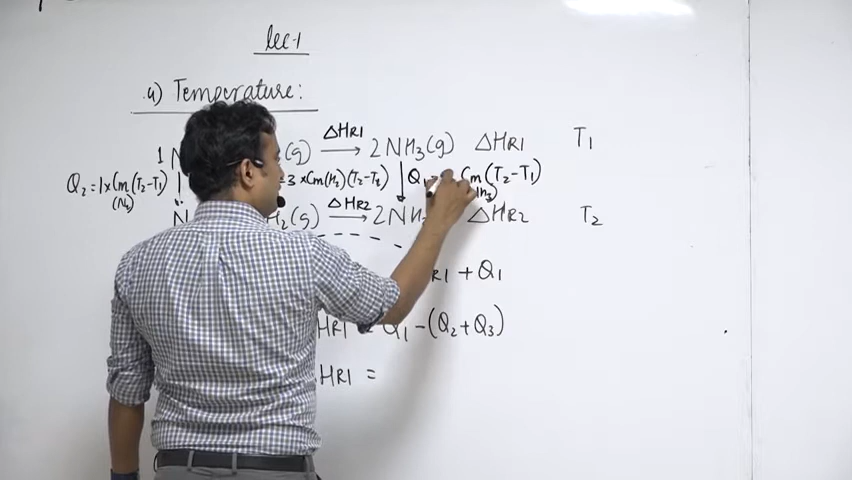 lec-1
a) Temperature:
ΔHR1
1 N (g) → 2NH3(g) ΔHR1 T1
Q2 = 1 × Cm (T2-T1) = 3 × Cm(H2)(T2-T1) Q1 = Cm (T2-T1)
(N2)
ΔHR2
N H2(g) → 2NH ΔHR2 T2
R1 + Q1
HR1 = Q1 - (Q2 + Q3)
HR1 =